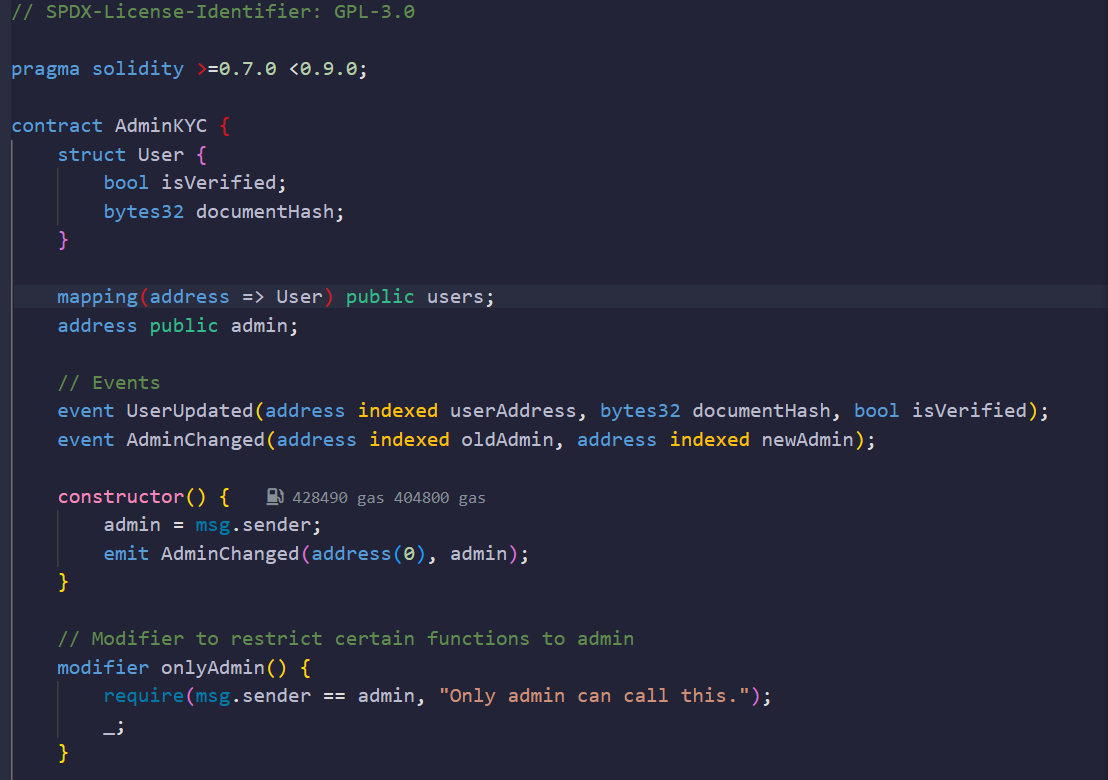 // SPDX-License-Identifier: GPL-3.0
pragma solidity >=0.7.0 <0.9.0;
contract AdminKYC {
struct User {
bool isVerified;
bytes32 documentHash;
}
mapping(address => User) public users;
address public admin;
// Events
event UserUpdated(address indexed userAddress, bytes32 documentHash, bool isVerified);
event AdminChanged(address indexed oldAdmin, address indexed newAdmin);
constructor() { 428490 gas 404800 gas
admin = msg.sender;
emit AdminChanged(address(0), admin);
}
// Modifier to restrict certain functions to admin
modifier onlyAdmin() {
require(msg.sender == admin, "Only admin can call this.");
_;
}